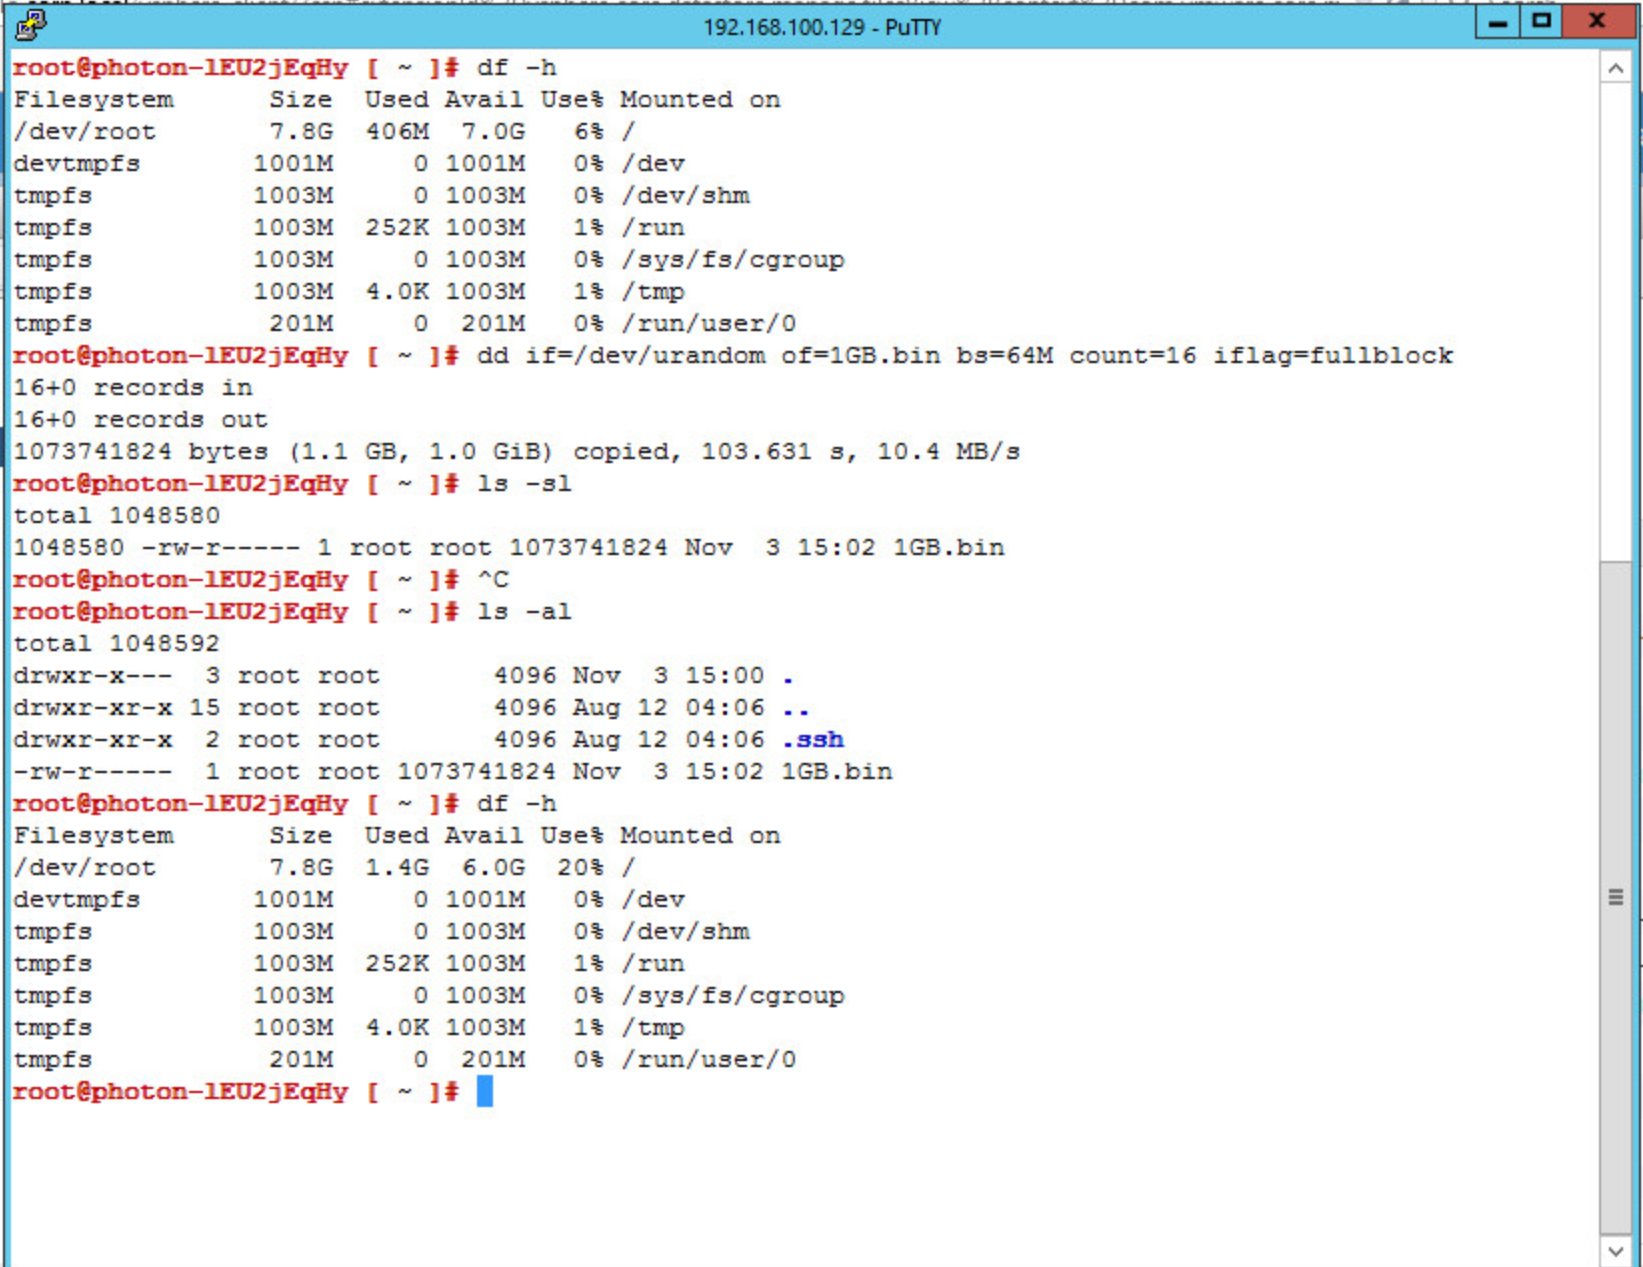 192.168.100.129 - PuTTY
root@photon-lEU2jEqHy [ ~ ]# df -h
Filesystem      Size  Used Avail Use% Mounted on
/dev/root       7.8G  406M  7.0G   6% /
devtmpfs       1001M     0 1001M   0% /dev
tmpfs          1003M     0 1003M   0% /dev/shm
tmpfs          1003M  252K 1003M   1% /run
tmpfs          1003M     0 1003M   0% /sys/fs/cgroup
tmpfs          1003M  4.0K 1003M   1% /tmp
tmpfs           201M     0  201M   0% /run/user/0
root@photon-lEU2jEqHy [ ~ ]# dd if=/dev/urandom of=1GB.bin bs=64M count=16 iflag=fullblock
16+0 records in
16+0 records out
1073741824 bytes (1.1 GB, 1.0 GiB) copied, 103.631 s, 10.4 MB/s
root@photon-lEU2jEqHy [ ~ ]# ls -sl
total 1048580
1048580 -rw-r----- 1 root root 1073741824 Nov  3 15:02 1GB.bin
root@photon-lEU2jEqHy [ ~ ]# ^C
root@photon-lEU2jEqHy [ ~ ]# ls -al
total 1048592
drwxr-x---  3 root root       4096 Nov  3 15:00 .
drwxr-xr-x 15 root root       4096 Aug 12 04:06 ..
drwxr-xr-x  2 root root       4096 Aug 12 04:06 .ssh
-rw-r-----  1 root root 1073741824 Nov  3 15:02 1GB.bin
root@photon-lEU2jEqHy [ ~ ]# df -h
Filesystem      Size  Used Avail Use% Mounted on
/dev/root       7.8G  1.4G  6.0G  20% /
devtmpfs       1001M     0 1001M   0% /dev
tmpfs          1003M     0 1003M   0% /dev/shm
tmpfs          1003M  252K 1003M   1% /run
tmpfs          1003M     0 1003M   0% /sys/fs/cgroup
tmpfs          1003M  4.0K 1003M   1% /tmp
tmpfs           201M     0  201M   0% /run/user/0
root@photon-lEU2jEqHy [ ~ ]#